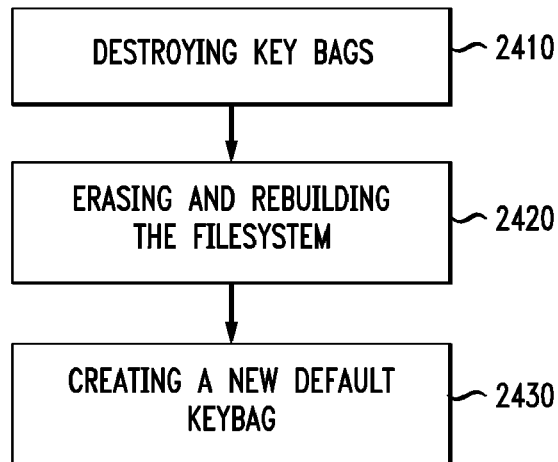 DESTROYING KEY BAGS
2410
ERASING AND REBUILDING
THE FILESYSTEM
2420
CREATING A NEW DEFAULT
KEYBAG
2430